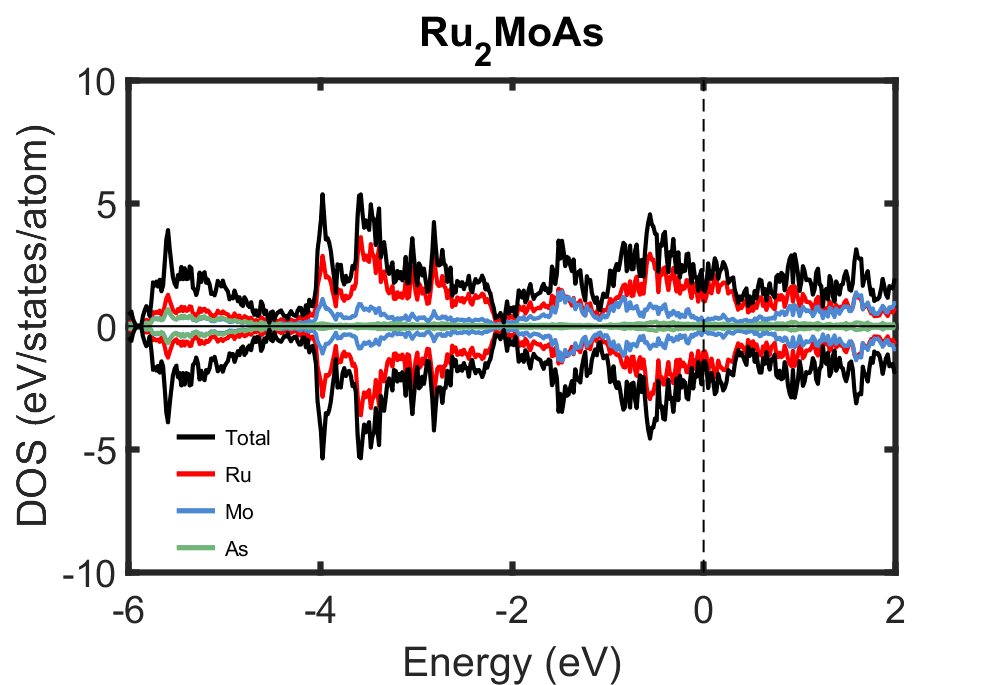 Ru2MoAs
DOS (eV/states/atom)
10
5
0
-5
-10
Total
Ru
Mo
As
-6 -4 -2 0 2
Energy (eV)